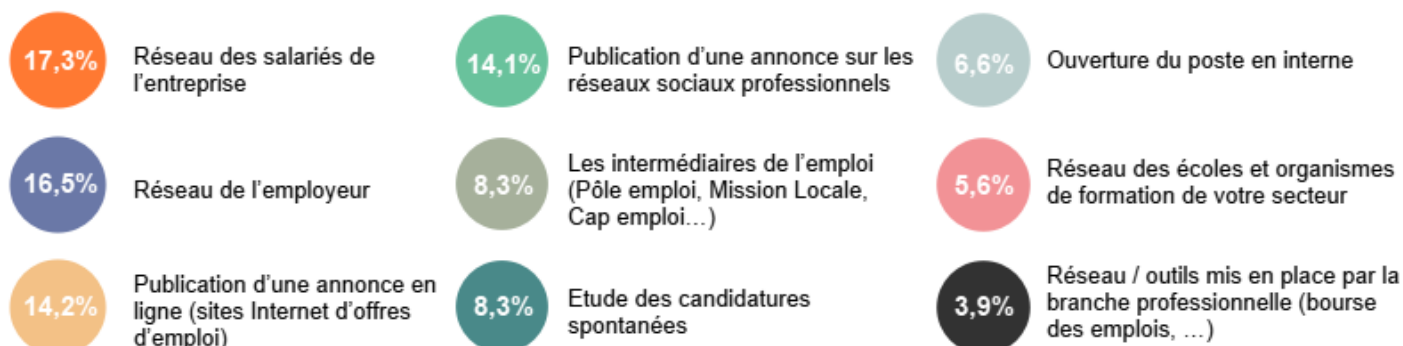 17,3%
Réseau des salariés de
l'entreprise
16,5%
Réseau de l'employeur
14,2%
Publication d'une annonce en
ligne (sites Internet d'offres
d'emploi)
14,1%
Publication d'une annonce sur les
réseaux sociaux professionnels
8,3%
Les intermédiaires de l'emploi
(Pôle emploi, Mission Locale,
Cap emploi…)
8,3%
Etude des candidatures
spontanées
6,6%
Ouverture du poste en interne
5,6%
Réseau des écoles et organismes
de formation de votre secteur
3,9%
Réseau / outils mis en place par la
branche professionnelle (bourse
des emplois, …)